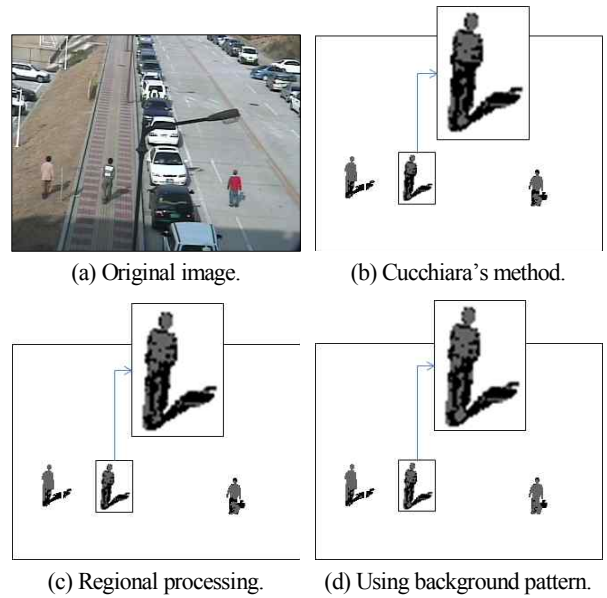 (a) Original image.
(b) Cucchiara’s method.
(c) Regional processing.
(d) Using background pattern.